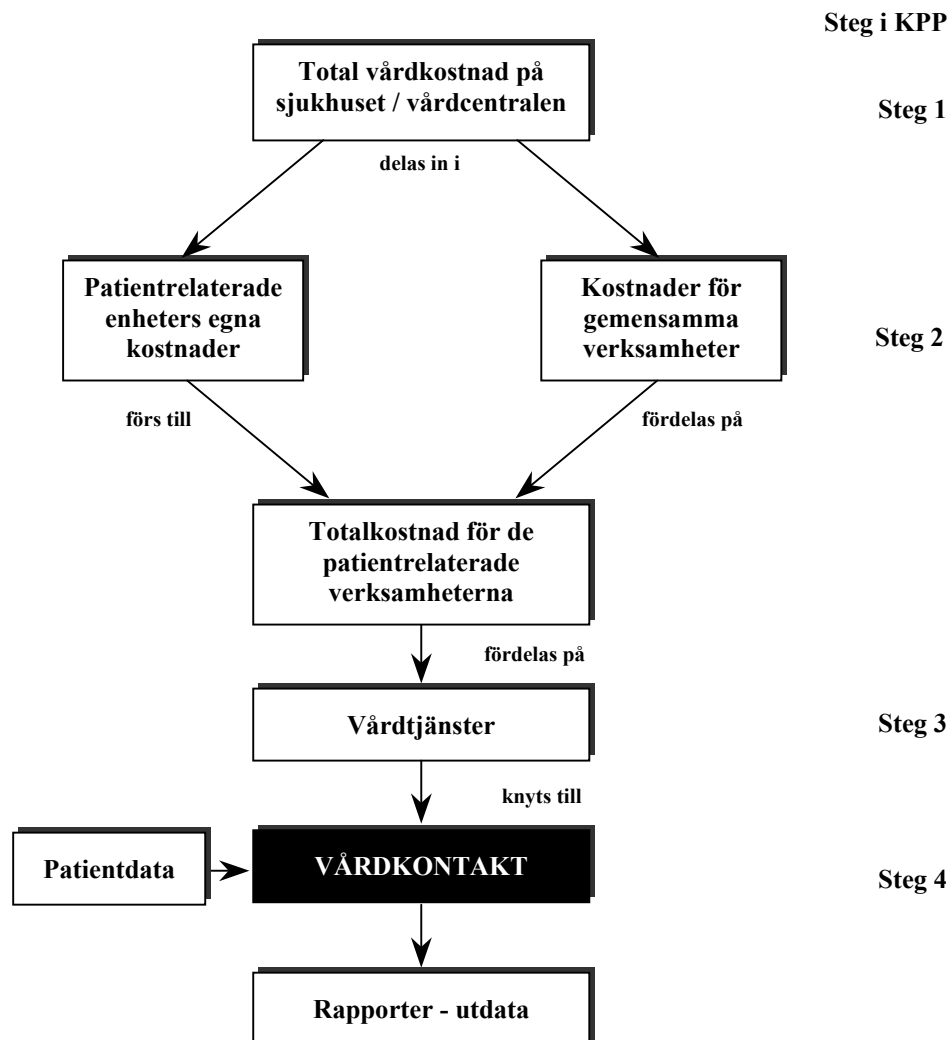 Steg i KPP
Total vårdkostnad på
sjukhuset / vårdcentralen
Steg 1
delas in i
Patientrelaterade
enheters egna
kostnader
Kostnader för
gemensamma
verksamheter
Steg 2
förs till
fördelas på
Totalkostnad för de
patientrelaterade
verksamheterna
fördelas på
Vårdtjänster
Steg 3
knyts till
Patientdata
VÅRDKONTAKT
Steg 4
Rapporter - utdata